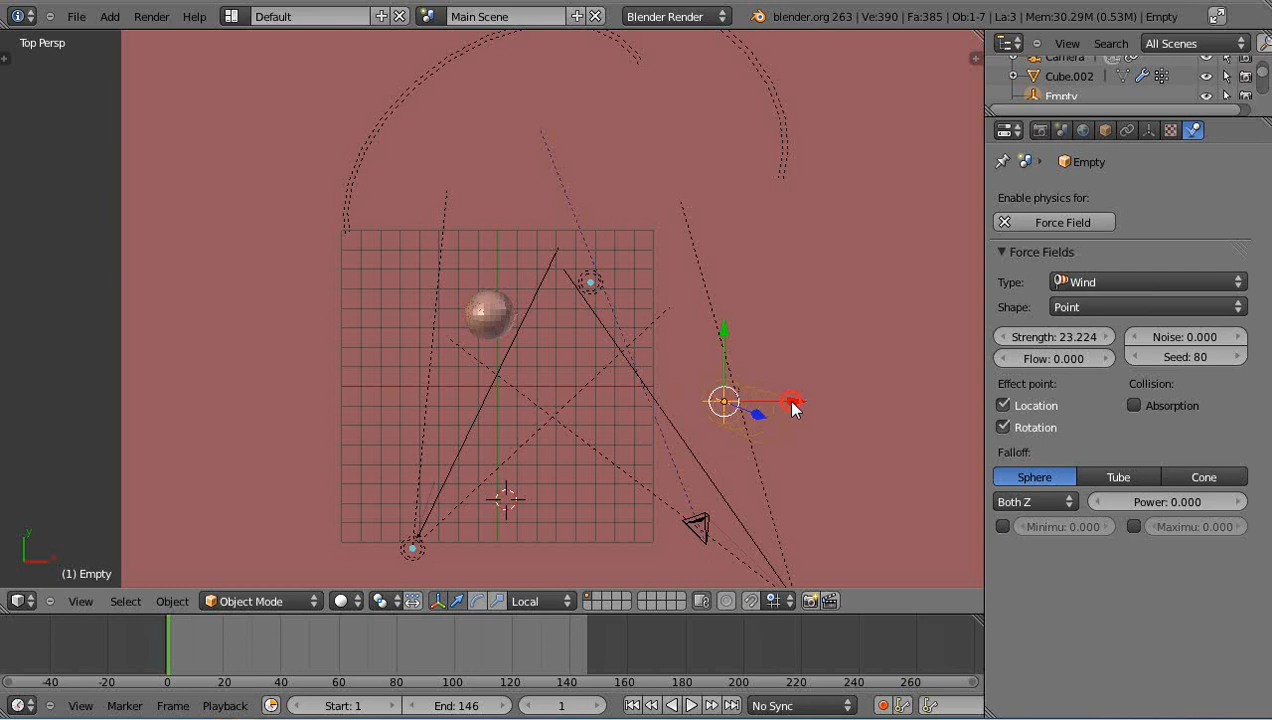 File Add Render Help Default Main Scene Blender Render blender.org 263 | Ve:390 | Fa:385 | Ob:1-7 | La:3 | Mem:30.29M (0.53M) | Empty
Top Persp
View Search All Scenes
Camera
Cube.002
Empty
Empty
Enable physics for:
Force Field
Force Fields
Type: Wind
Shape: Point
Strength: 23.224 Noise: 0.000
Flow: 0.000 Seed: 80
Effect point: Collision:
Location Absorption
Rotation
Falloff:
Sphere Tube Cone
Both Z Power: 0.000
Minimu: 0.000 Maximu: 0.000
y
x
(1) Empty
View Select Object Object Mode Local
-40 -20 0 20 40 60 80 100 120 140 160 180 200 220 240 260
View Marker Frame Playback Start: 1 End: 146 1 No Sync